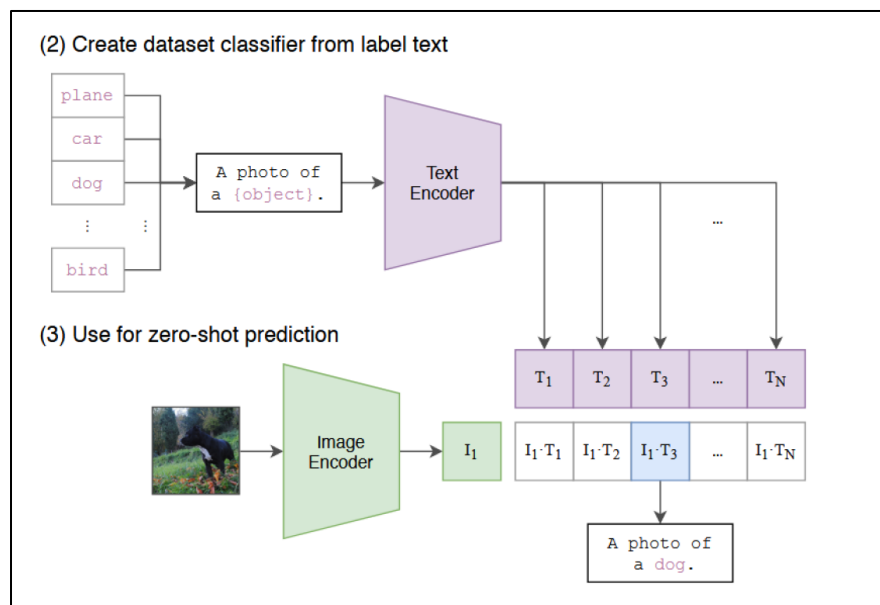 (2) Create dataset classifier from label text
plane
car
dog
⋮
⋮
bird
A photo of
a {object}.
Text
Encoder
...
(3) Use for zero-shot prediction
Image
Encoder
I₁
T₁ T₂ T₃ ... T_N
I₁·T₁ I₁·T₂ I₁·T₃ ... I₁·T_N
A photo of
a dog.